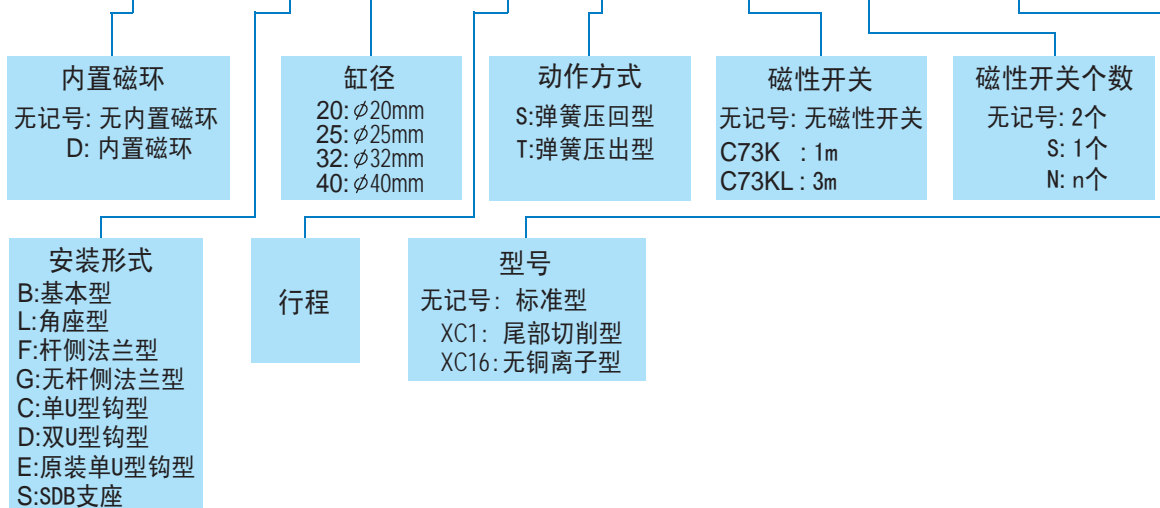 内置磁环
无记号: 无内置磁环
D: 内置磁环
缸径
20: ϕ20mm
25: ϕ25mm
32: ϕ32mm
40: ϕ40mm
动作方式
S:弹簧压回型
T:弹簧压出型
磁性开关
无记号: 无磁性开关
C73K : 1m
C73KL : 3m
磁性开关个数
无记号: 2个
S: 1个
N: n个
安装形式
B:基本型
L:角座型
F:杆侧法兰型
G:无杆侧法兰型
C:单U型钩型
D:双U型钩型
E:原装单U型钩型
S:SDB支座
行程
型号
无记号: 标准型
XC1: 尾部切削型
XC16:无铜离子型